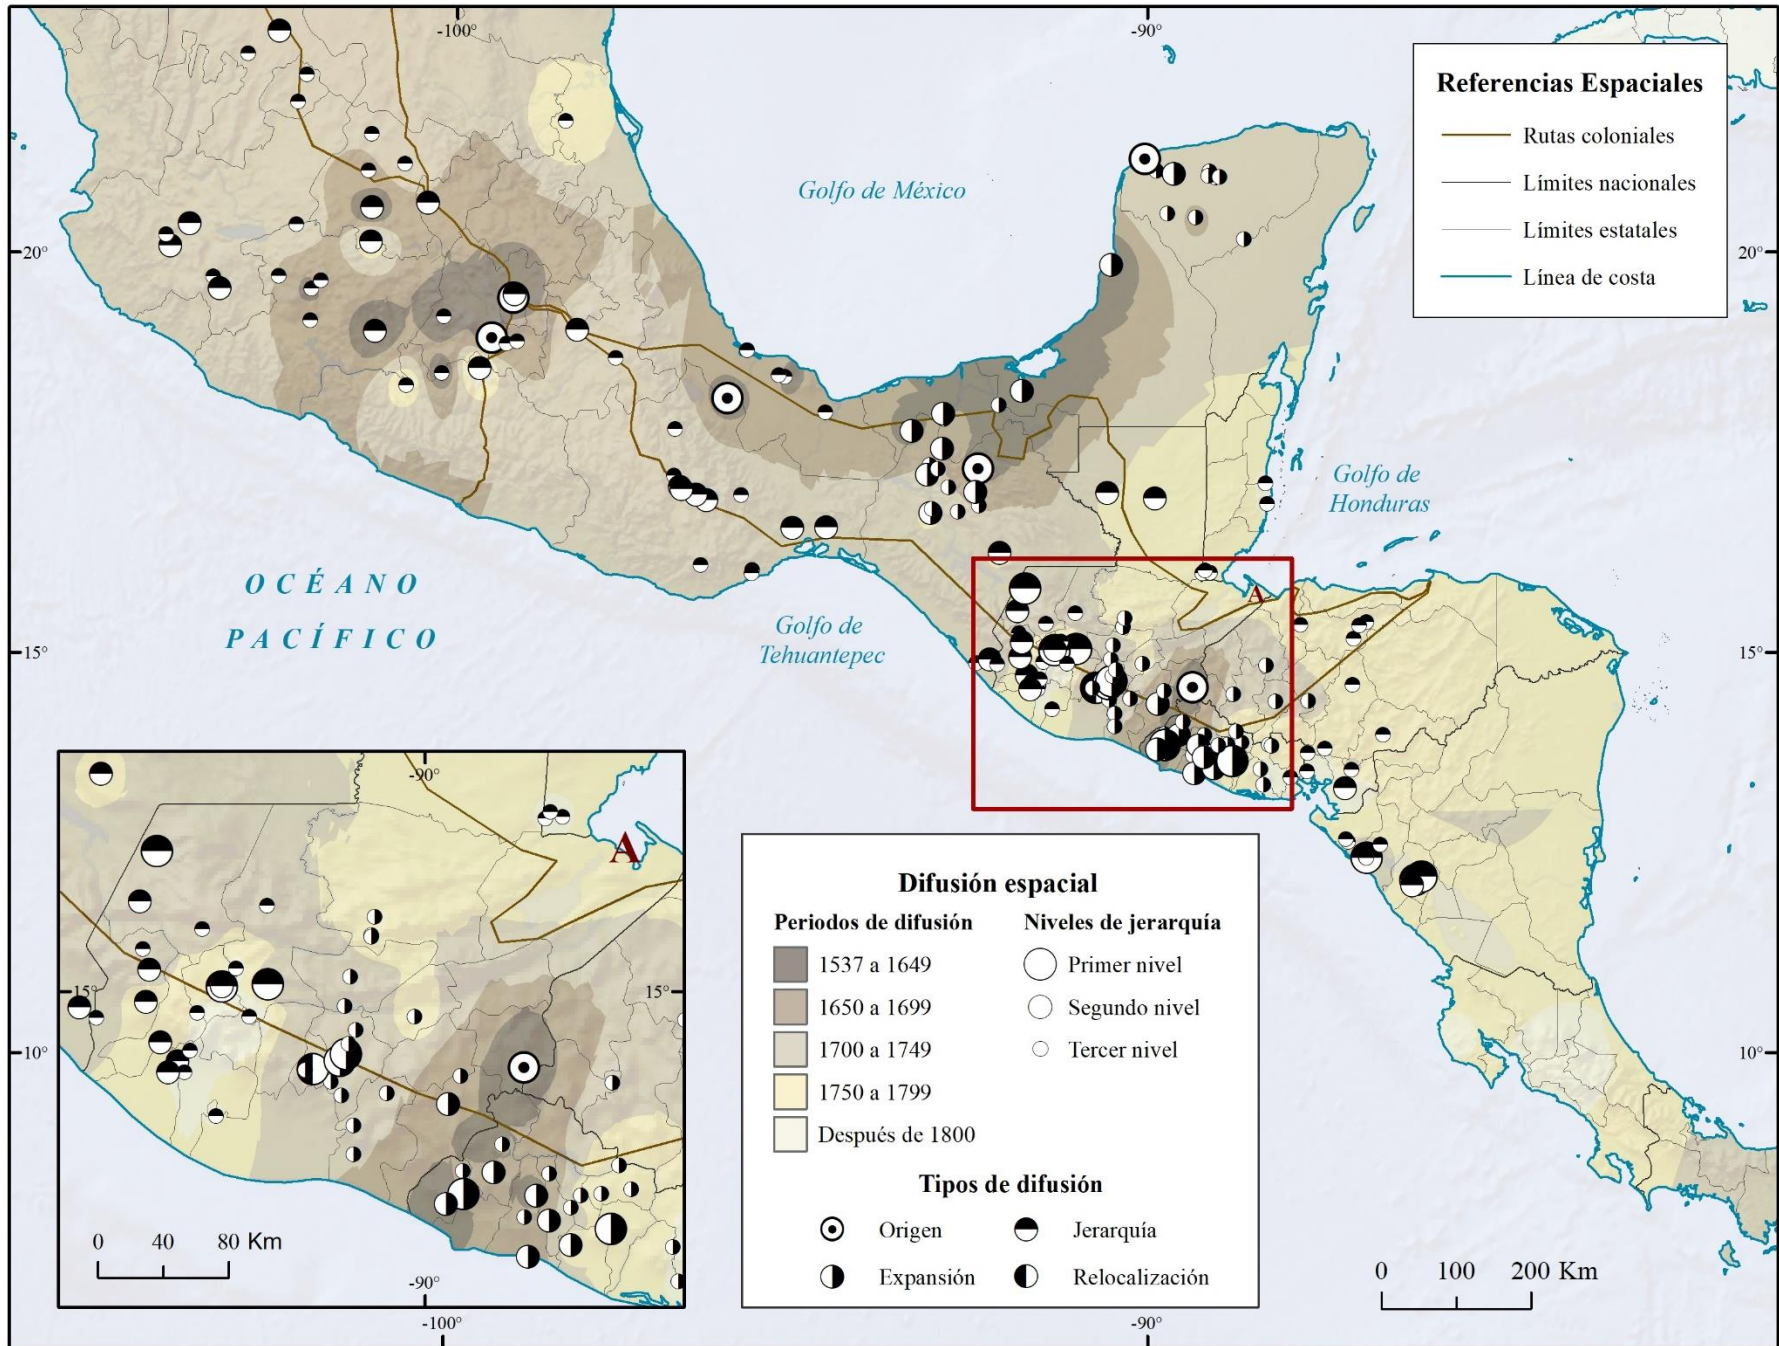 -100°
-90°
Referencias Espaciales
Rutas coloniales
Límites nacionales
Límites estatales
Línea de costa
Golfo de México
20°
20°
Golfo de
Honduras
OCÉANO
PACÍFICO
Golfo de
Tehuantepec
A
15°
15°
-90°
A
15°
15°
0 40 80 Km
-90°
Difusión espacial
Periodos de difusión
1537 a 1649
1650 a 1699
1700 a 1749
1750 a 1799
Después de 1800
Niveles de jerarquía
Primer nivel
Segundo nivel
Tercer nivel
Tipos de difusión
Origen
Jerarquía
Expansión
Relocalización
10°
10°
0 100 200 Km
-100°
-90°